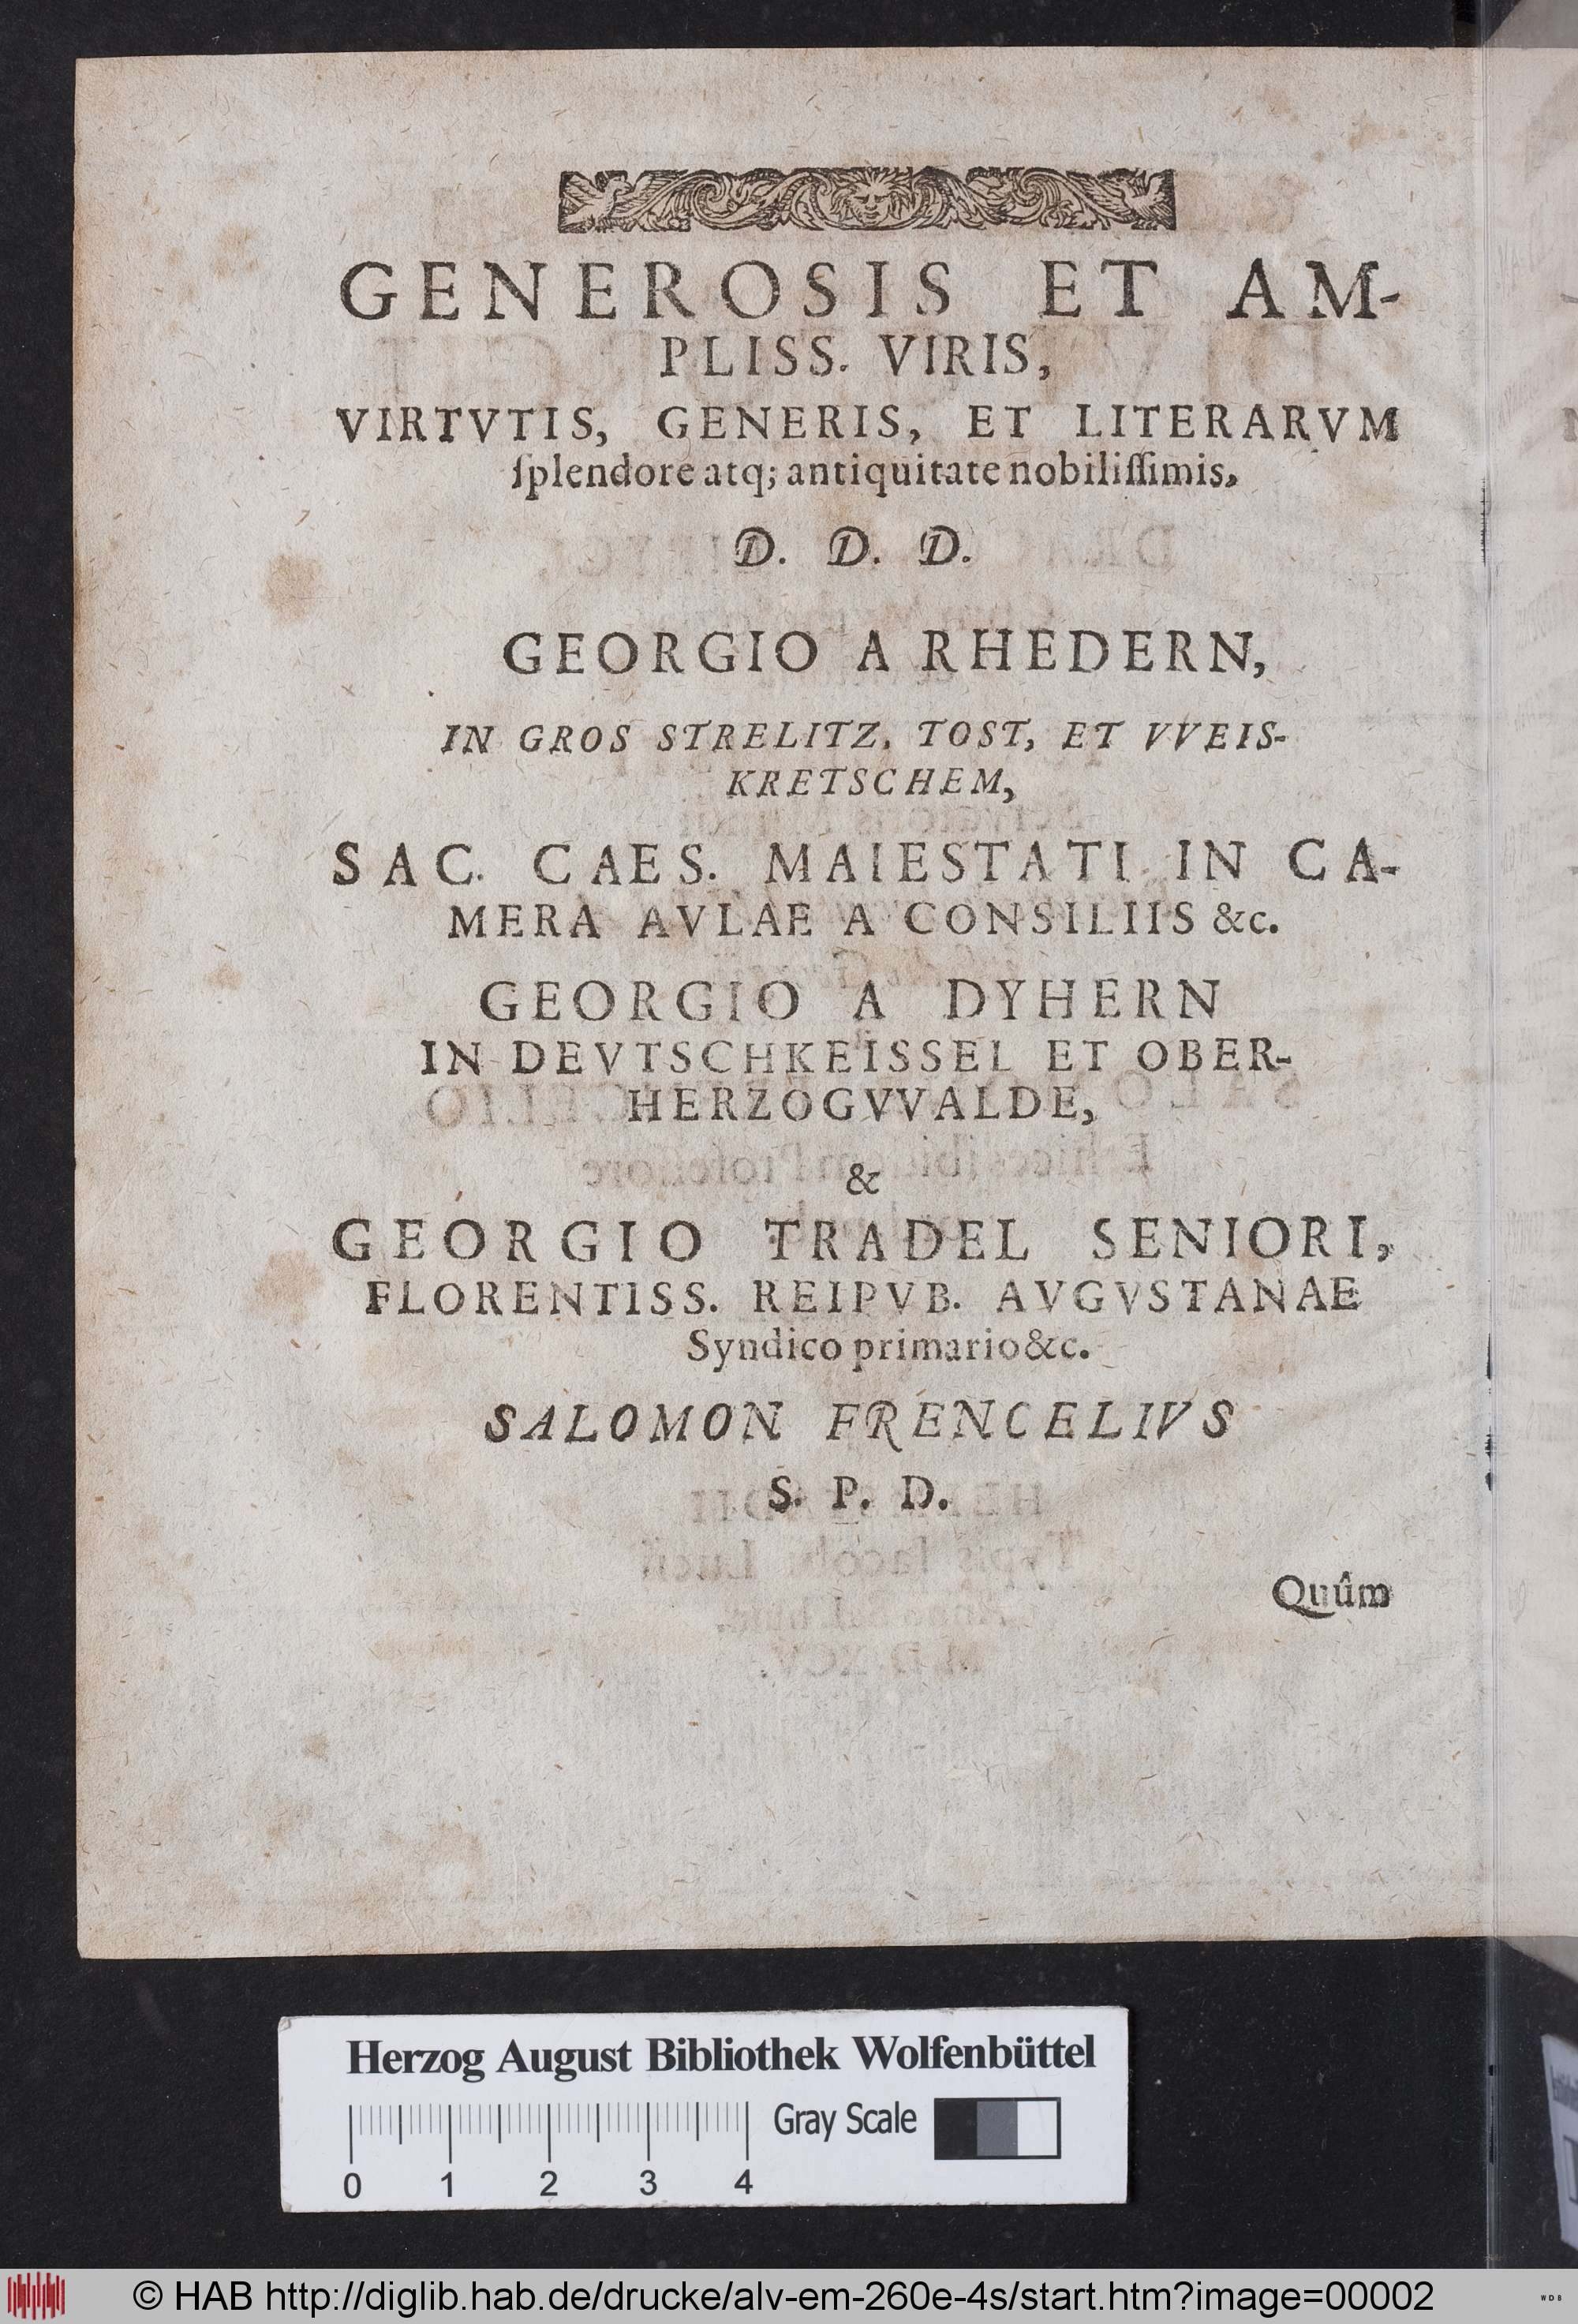 GENEROSIS ET AM-
PLISS. VIRIS,
VIRTVTIS, GENERIS, ET LITERARVM
ſplendore atq; antiquitate nobiliſſimis,
D. D. D.
GEORGIO A RHEDERN,
IN GROS STRELITZ, TOST, ET VVEIS-
KRETSCHEM,
SAC. CAES. MAIESTATI IN CA-
MERA AVLAE A CONSILIIS &c.
GEORGIO A DYHERN
IN DEVTSCHKEISSEL ET OBER-
HERZOGVVALDE,
&
GEORGIO TRADEL SENIORI,
FLORENTISS. REIPVB. AVGVSTANAE
Syndico primario &c.
SALOMON FRENCELIVS
S. P. D.
Quûm
Herzog August Bibliothek Wolfenbüttel
Gray Scale
0 1 2 3 4
© HAB http://diglib.hab.de/drucke/alv-em-260e-4s/start.htm?image=00002
WDB